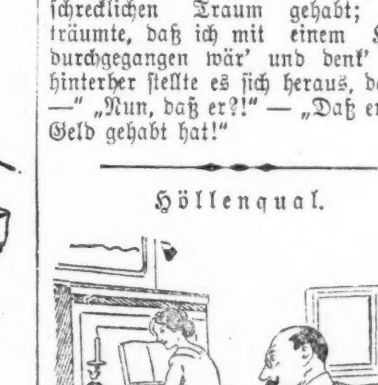 schrecklichen Traum gehabt;
träumte, daß ich mit einem
durchgegangen wär' und denk'
hinterher stellte es sich heraus,
—" „Nun, daß er?!" — „Daß
Geld gehabt hat!"
Höllenqual.